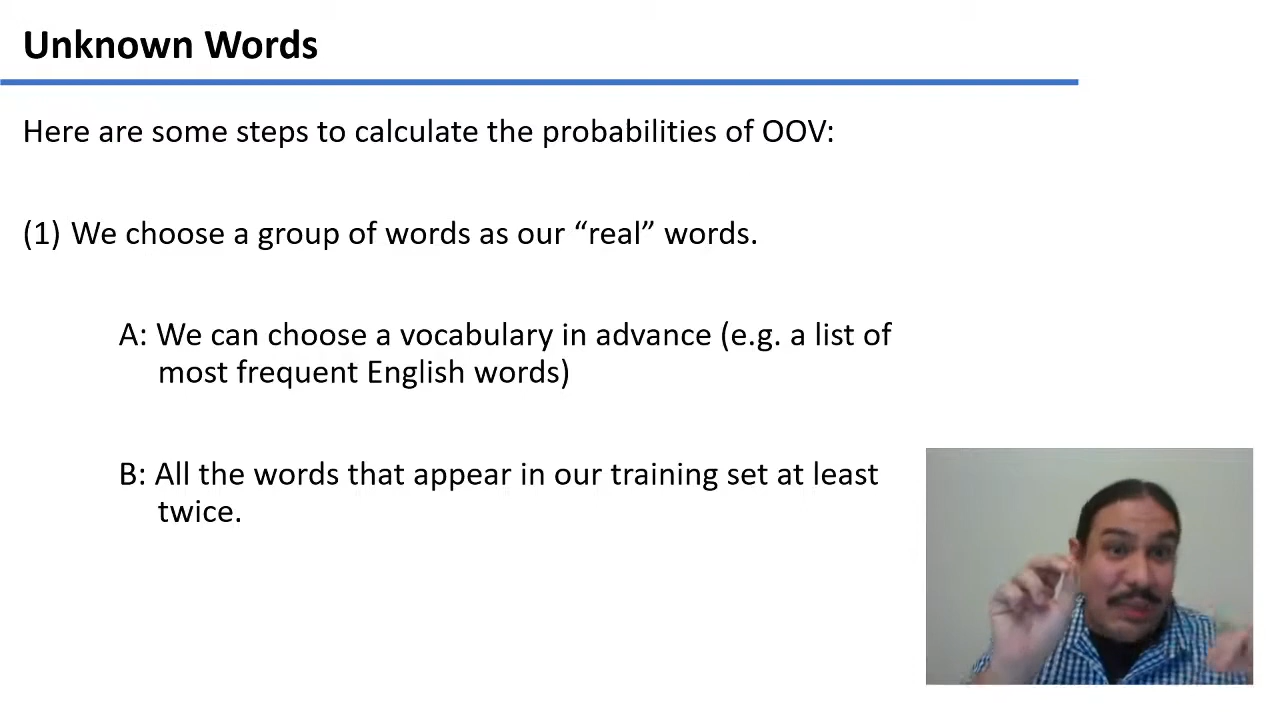 Unknown Words
Here are some steps to calculate the probabilities of OOV:
(1) We choose a group of words as our “real” words.
A: We can choose a vocabulary in advance (e.g. a list of
most frequent English words)
B: All the words that appear in our training set at least
twice.